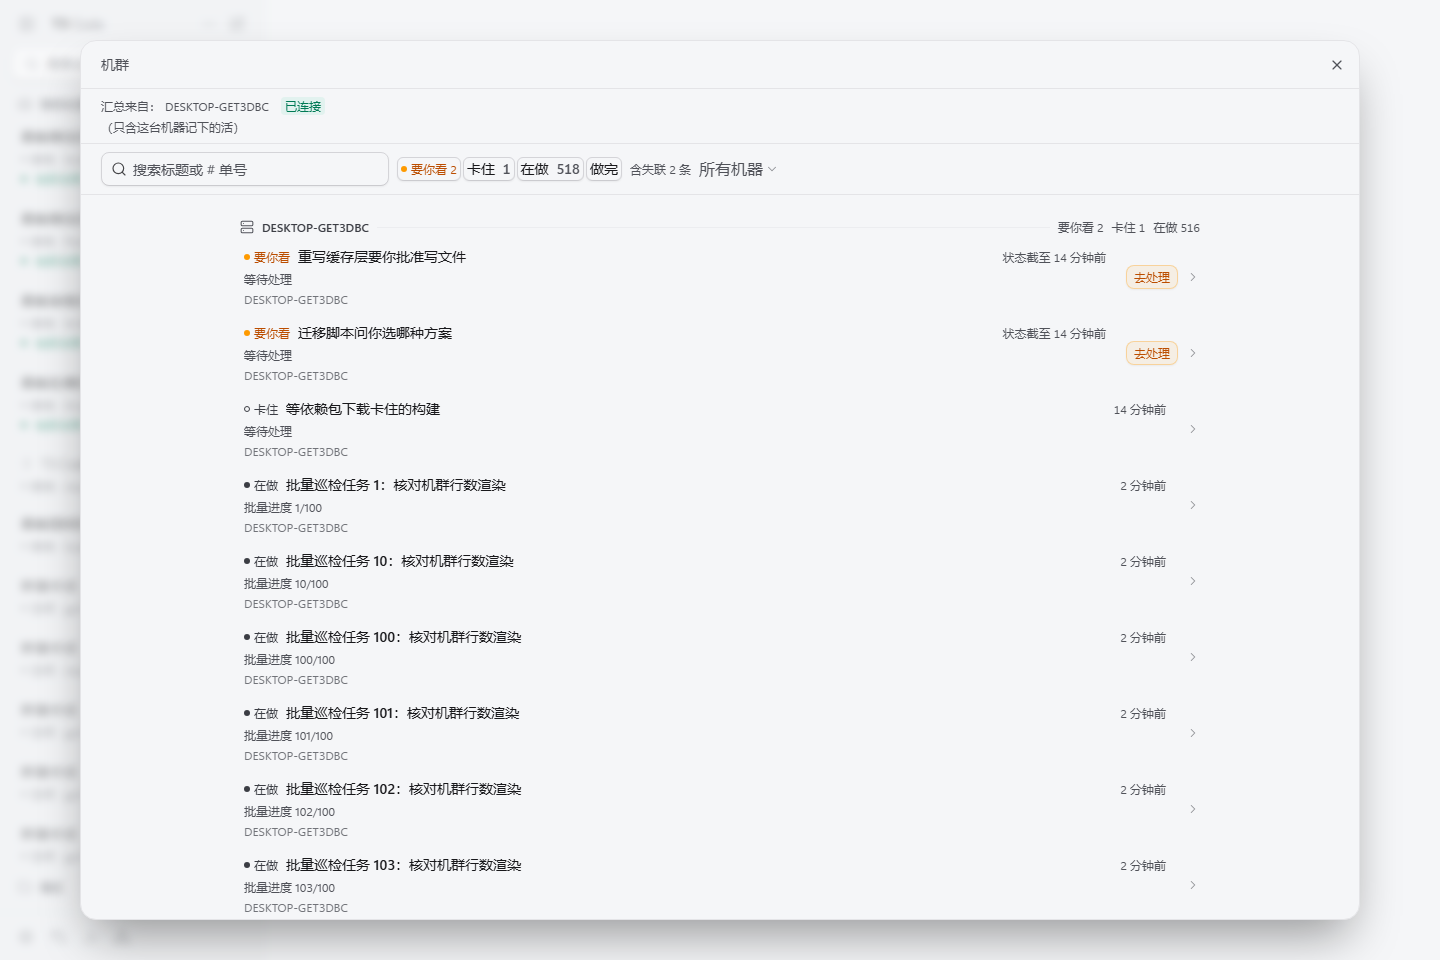 机群
汇总来自： DESKTOP-GET3DBC 已连接
（只含这台机器记下的活）
搜索标题或 # 单号 要你看 2 卡住 1 在做 518 做完 含失联 2 条 所有机器
DESKTOP-GET3DBC 要你看 2 卡住 1 在做 516
要你看 重写缓存层要你批准写文件 状态截至 14 分钟前
等待处理 去处理
DESKTOP-GET3DBC
要你看 迁移脚本问你选哪种方案 状态截至 14 分钟前
等待处理 去处理
DESKTOP-GET3DBC
卡住 等依赖包下载卡住的构建 14 分钟前
等待处理
DESKTOP-GET3DBC
在做 批量巡检任务 1：核对机群行数渲染 2 分钟前
批量进度 1/100
DESKTOP-GET3DBC
在做 批量巡检任务 10：核对机群行数渲染 2 分钟前
批量进度 10/100
DESKTOP-GET3DBC
在做 批量巡检任务 100：核对机群行数渲染 2 分钟前
批量进度 100/100
DESKTOP-GET3DBC
在做 批量巡检任务 101：核对机群行数渲染 2 分钟前
批量进度 101/100
DESKTOP-GET3DBC
在做 批量巡检任务 102：核对机群行数渲染 2 分钟前
批量进度 102/100
DESKTOP-GET3DBC
在做 批量巡检任务 103：核对机群行数渲染 2 分钟前
批量进度 103/100
DESKTOP-GET3DBC